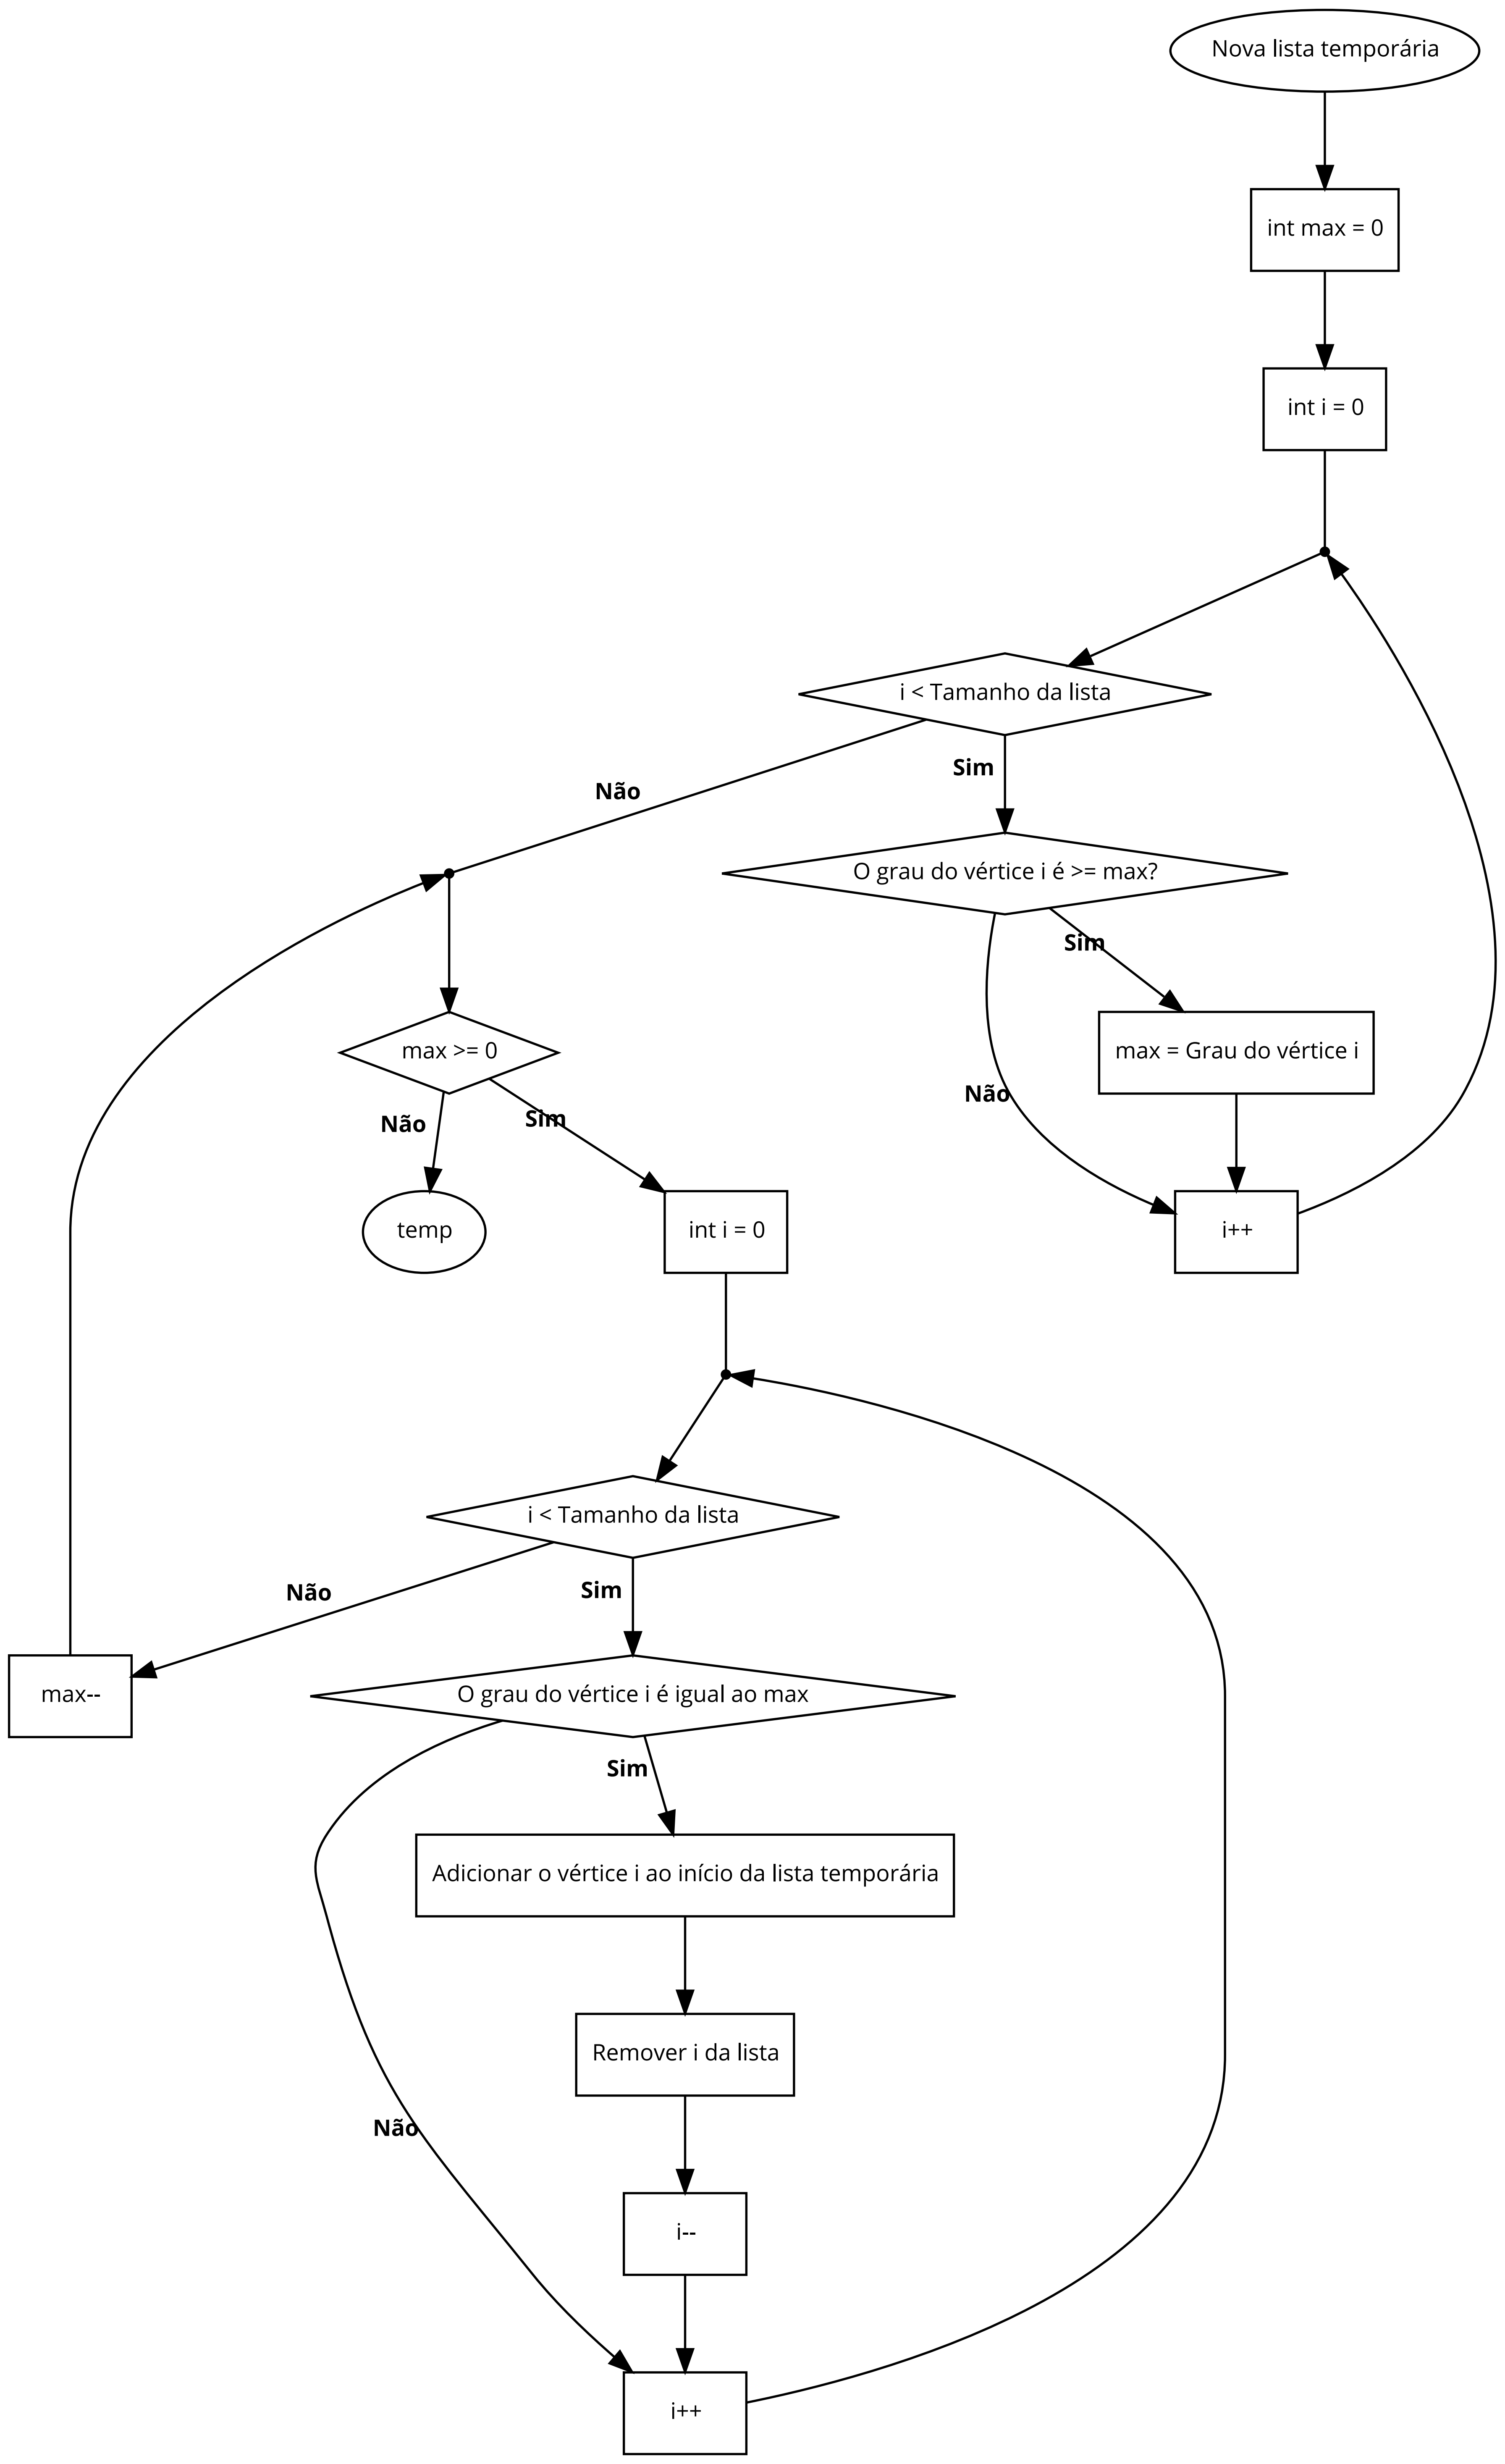 Nova lista temporária
int max = 0
int i = 0
i < Tamanho da lista
Não
Sim
O grau do vértice i é >= max?
Sim
max = Grau do vértice i
Não
i++
max >= 0
Não
Sim
temp
int i = 0
i < Tamanho da lista
Não
Sim
max--
O grau do vértice i é igual ao max
Sim
Adicionar o vértice i ao início da lista temporária
Remover i da lista
Não
i--
i++